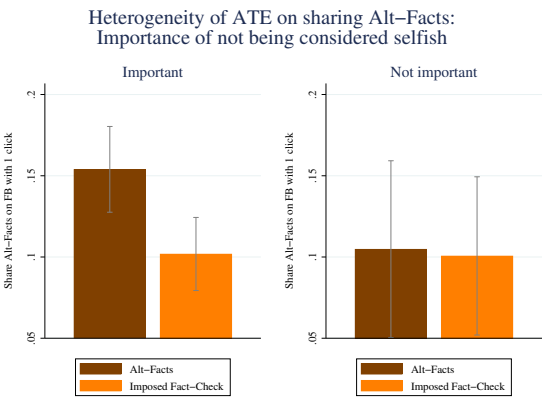 Heterogeneity of ATE on sharing Alt−Facts:
Importance of not being considered selfish
Important
Share Alt−Facts on FB with 1 click
.2
.15
.1
.05
Alt−Facts
Imposed Fact−Check
Not important
Share Alt−Facts on FB with 1 click
.2
.15
.1
.05
Alt−Facts
Imposed Fact−Check